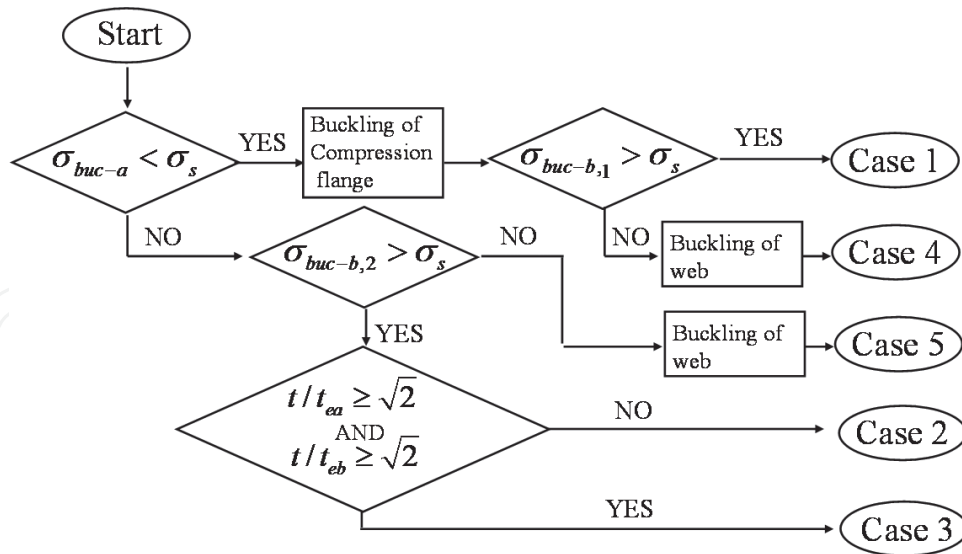 Start
σ_buc-a < σ_s
YES
Buckling of
Compression
flange
σ_buc-b,1 > σ_s
YES
Case 1
NO
σ_buc-b,2 > σ_s
NO
NO
Buckling of
web
Case 4
YES
Buckling of
web
Case 5
t / t_ea ≥ √2
AND
t / t_eb ≥ √2
NO
Case 2
YES
Case 3